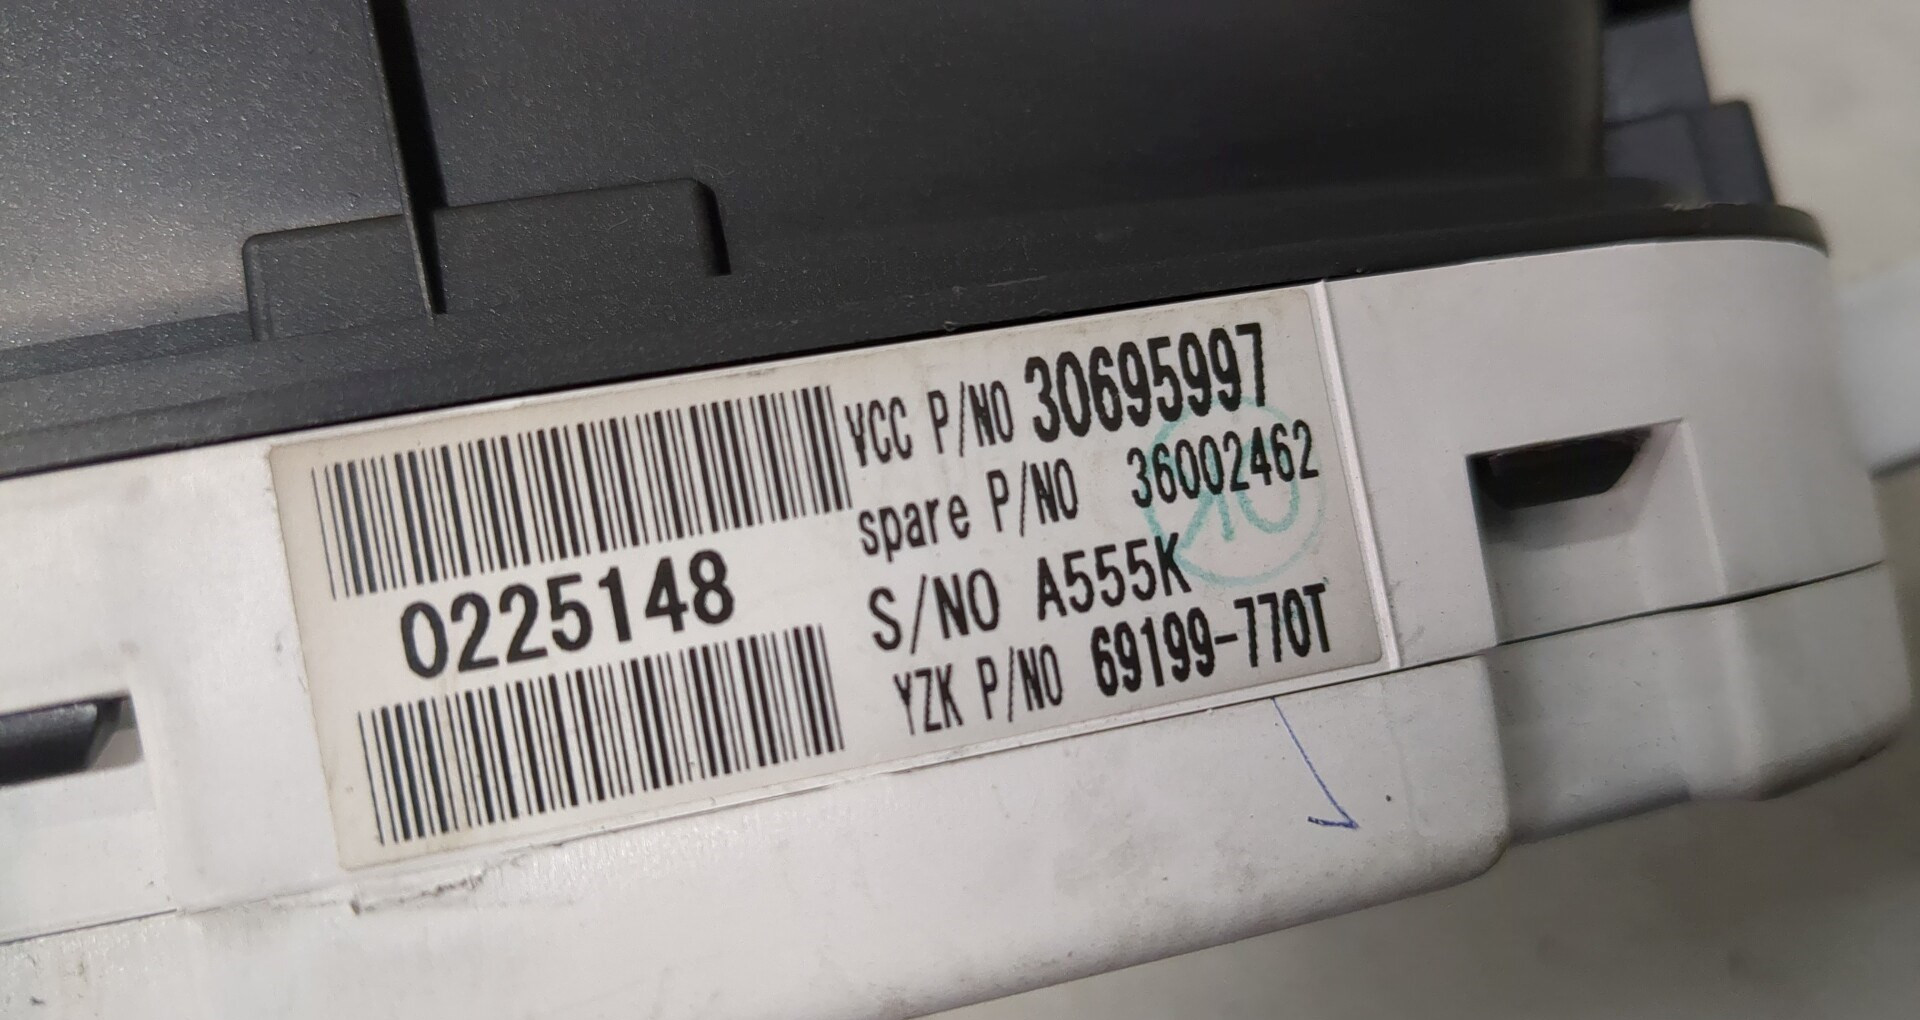 0225148
VCC P/NO 30695997
spare P/NO 36002462
S/NO A555K
YZK P/NO 69199-770T